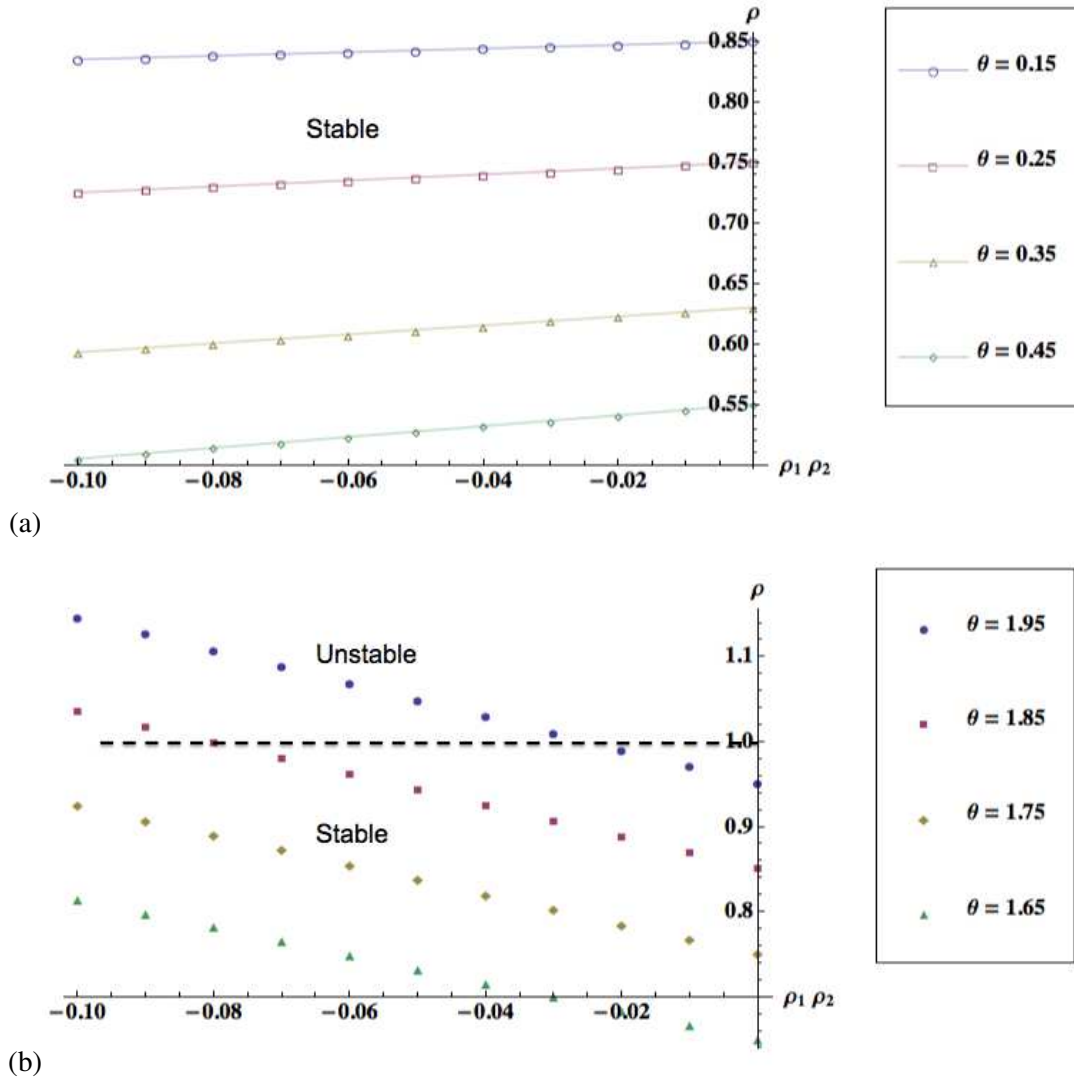 ρ
0.85
θ = 0.15
0.80
Stable
0.75
θ = 0.25
0.70
0.65
θ = 0.35
0.60
θ = 0.45
0.55
−0.10 −0.08 −0.06 −0.04 −0.02 ρ1 ρ2
(a)
ρ
θ = 1.95
Unstable
1.1
θ = 1.85
1.0
Stable
θ = 1.75
0.9
θ = 1.65
0.8
−0.10 −0.08 −0.06 −0.04 −0.02 ρ1 ρ2
(b)